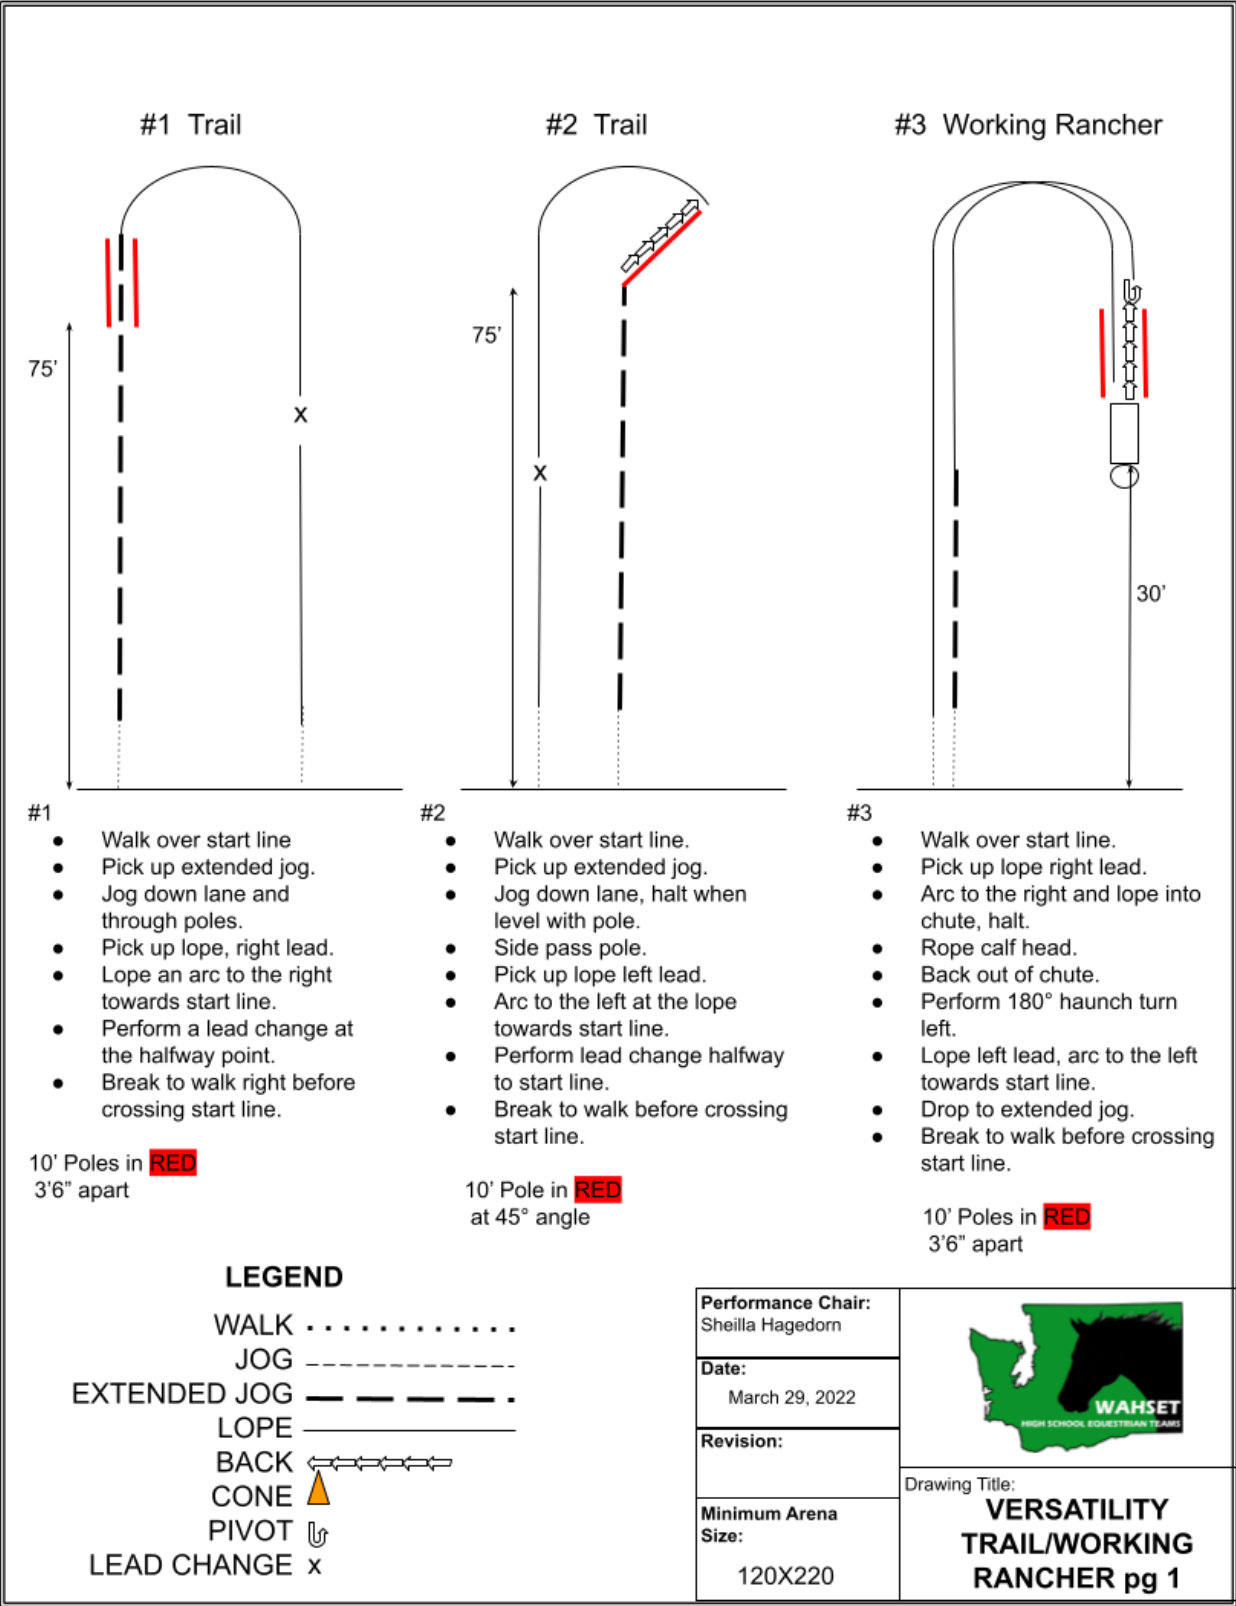 #1 Trail
#2 Trail
#3 Working Rancher
75’
x
75’
x
30’
#1
● Walk over start line
● Pick up extended jog.
● Jog down lane and
through poles.
● Pick up lope, right lead.
● Lope an arc to the right
towards start line.
● Perform a lead change at
the halfway point.
● Break to walk right before
crossing start line.
10’ Poles in RED
3’6” apart
#2
● Walk over start line.
● Pick up extended jog.
● Jog down lane, halt when
level with pole.
● Side pass pole.
● Pick up lope left lead.
● Arc to the left at the lope
towards start line.
● Perform lead change halfway
to start line.
● Break to walk before crossing
start line.
10’ Pole in RED
at 45° angle
#3
● Walk over start line.
● Pick up lope right lead.
● Arc to the right and lope into
chute, halt.
● Rope calf head.
● Back out of chute.
● Perform 180° haunch turn
left.
● Lope left lead, arc to the left
towards start line.
● Drop to extended jog.
● Break to walk before crossing
start line.
10’ Poles in RED
3’6” apart
LEGEND
WALK
JOG
EXTENDED JOG
LOPE
BACK
CONE
PIVOT
LEAD CHANGE x
Performance Chair:
Sheilla Hagedorn
Date:
March 29, 2022
Revision:
Minimum Arena
Size:
120X220
WAHSET
HIGH SCHOOL EQUESTRIAN TEAMS
Drawing Title:
VERSATILITY
TRAIL/WORKING
RANCHER pg 1